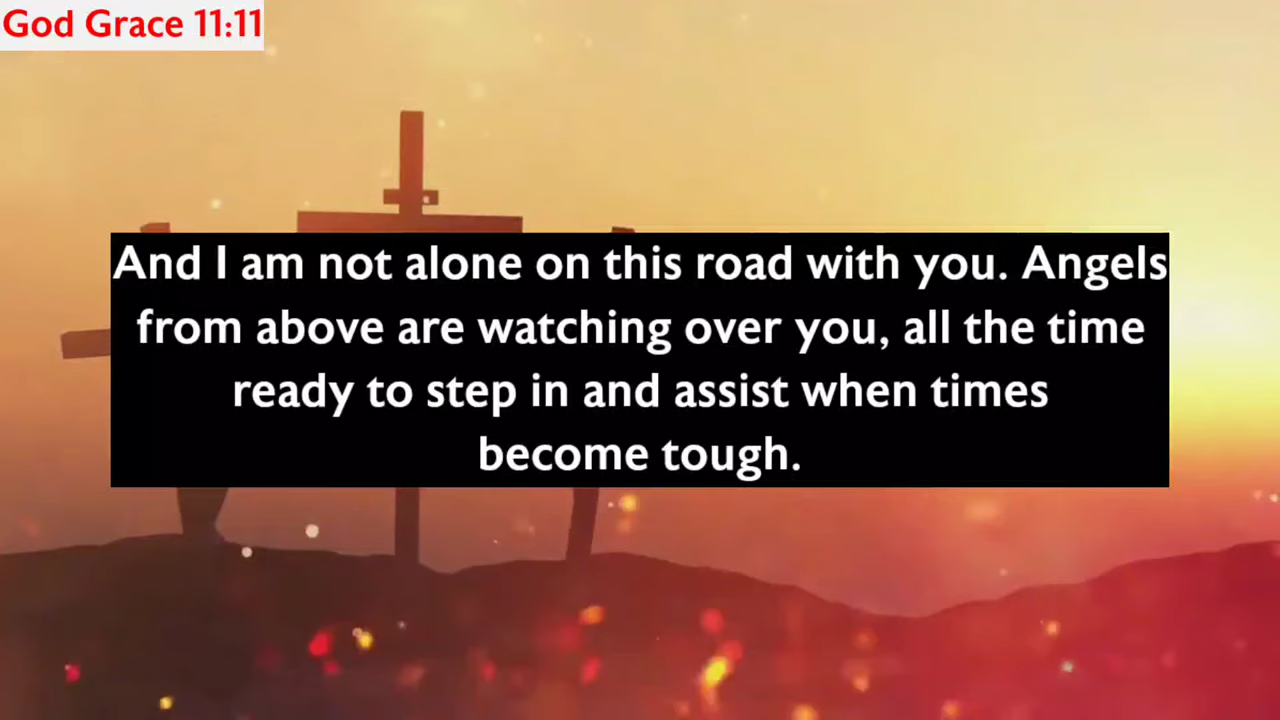 God Grace 11:11
And I am not alone on this road with you. Angels
from above are watching over you, all the time
ready to step in and assist when times
become tough.